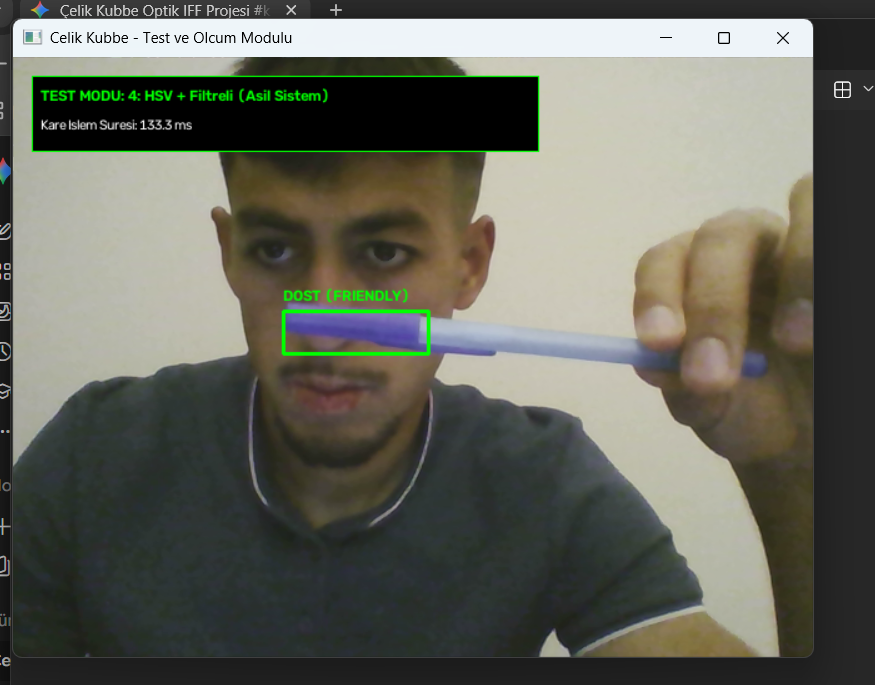 Çelik Kubbe Optik IFF Projesi #k
Celik Kubbe - Test ve Olcum Modulu
TEST MODU: 4: HSV + Filtreli (Asil Sistem)
Kare Islem Suresi: 133.3 ms
DOST (FRIENDLY)